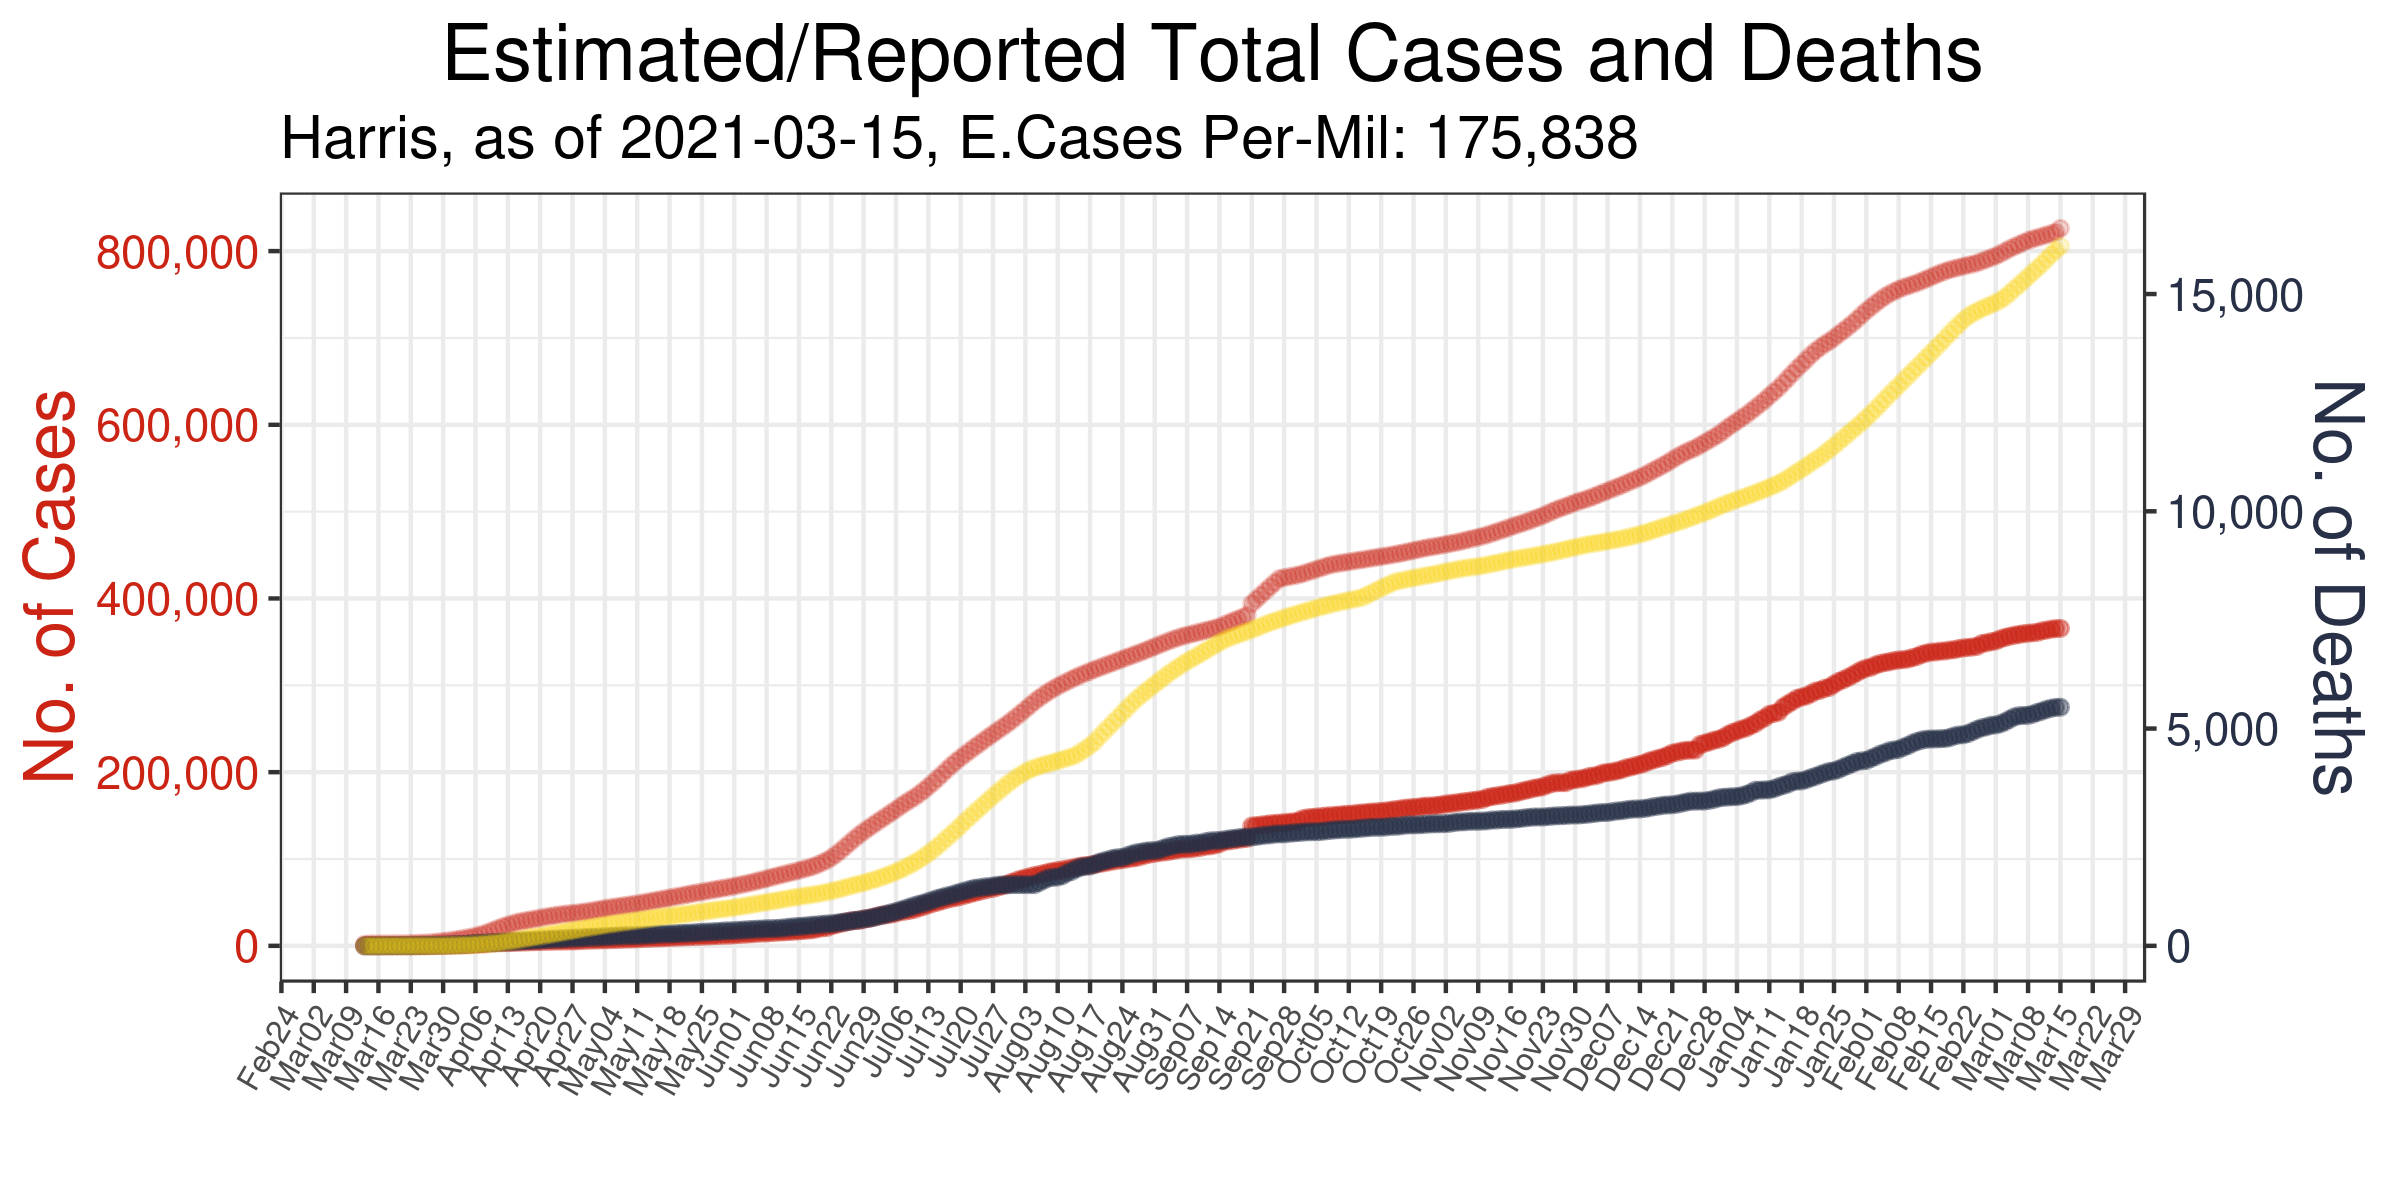 Estimated/Reported Total Cases and Deaths
Harris, as of 2021-03-15, E.Cases Per-Mil: 175,838
No. of Cases
800,000
600,000
400,000
200,000
0
15,000
10,000
5,000
0
No. of Deaths
Feb24
Mar02
Mar09
Mar16
Mar23
Mar30
Apr06
Apr13
Apr20
Apr27
May04
May11
May18
May25
Jun01
Jun08
Jun15
Jun22
Jun29
Jul06
Jul13
Jul20
Jul27
Aug03
Aug10
Aug17
Aug24
Aug31
Sep07
Sep14
Sep21
Sep28
Oct05
Oct12
Oct19
Oct26
Nov02
Nov09
Nov16
Nov23
Nov30
Dec07
Dec14
Dec21
Dec28
Jan04
Jan11
Jan18
Jan25
Feb01
Feb08
Feb15
Feb22
Mar01
Mar08
Mar15
Mar22
Mar29